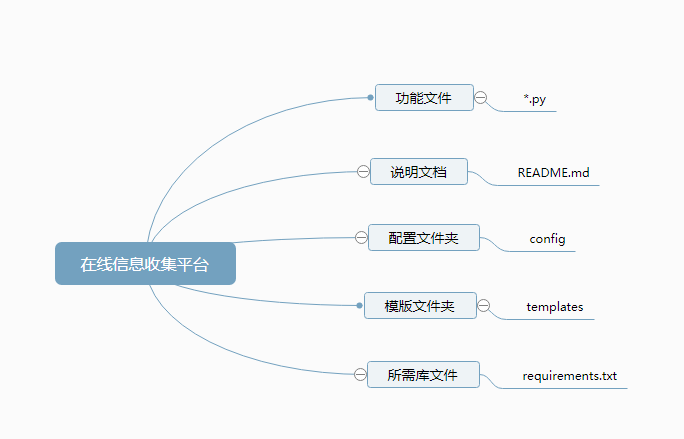 功能文件
*.py
说明文档
README.md
配置文件夹
config
在线信息收集平台
模版文件夹
templates
所需库文件
requirements.txt